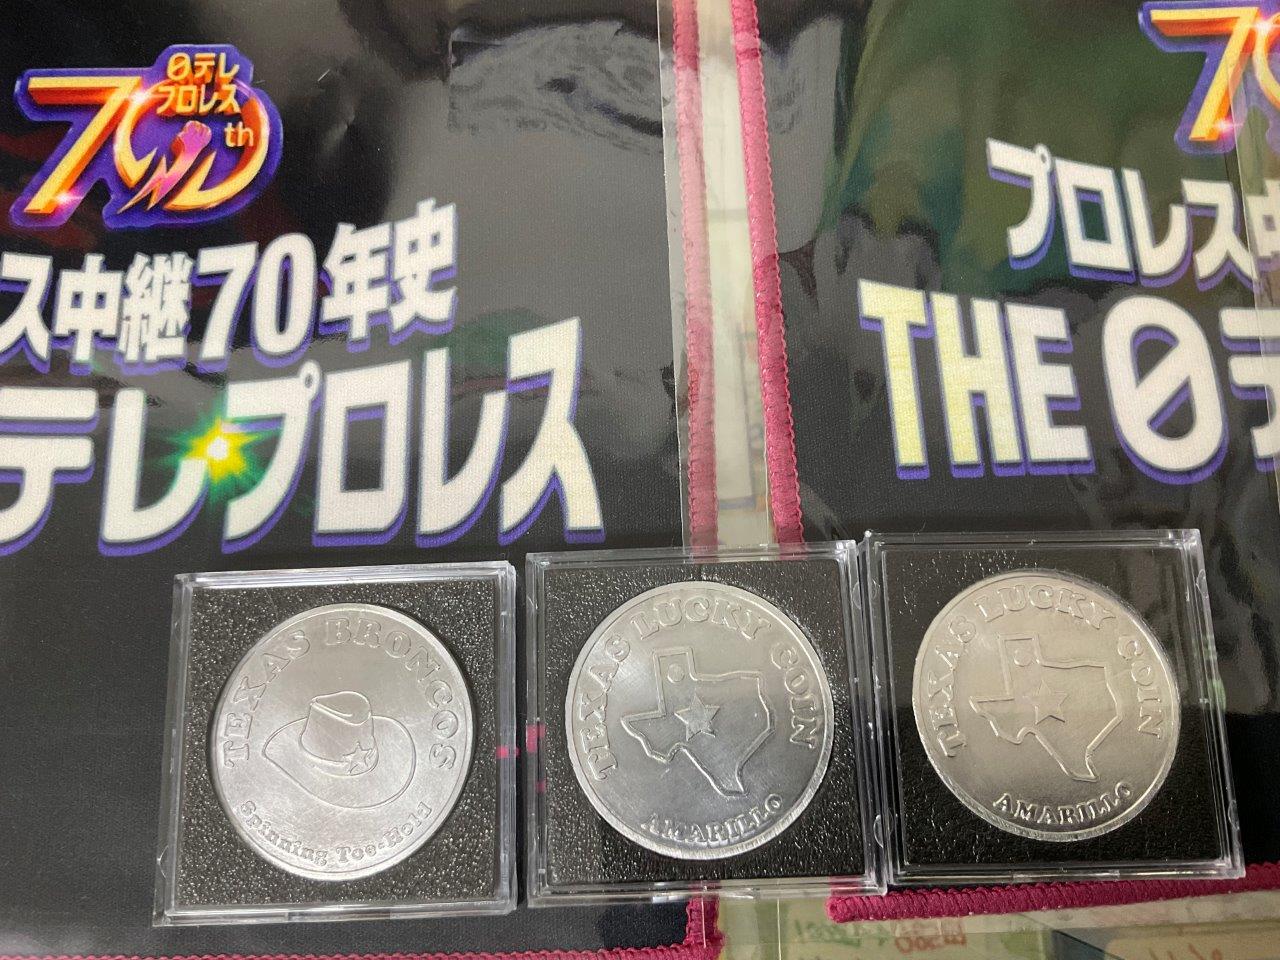 日テレ
プロレス
70th
ス中継70年史
テレ・プロレス
70
プロレス中
THE 日テ
TEXAS BRONCOS
Spinning Toe-Hold
TEXAS LUCKY COIN
AMARILLO
TEXAS LUCKY COIN
AMARILLO